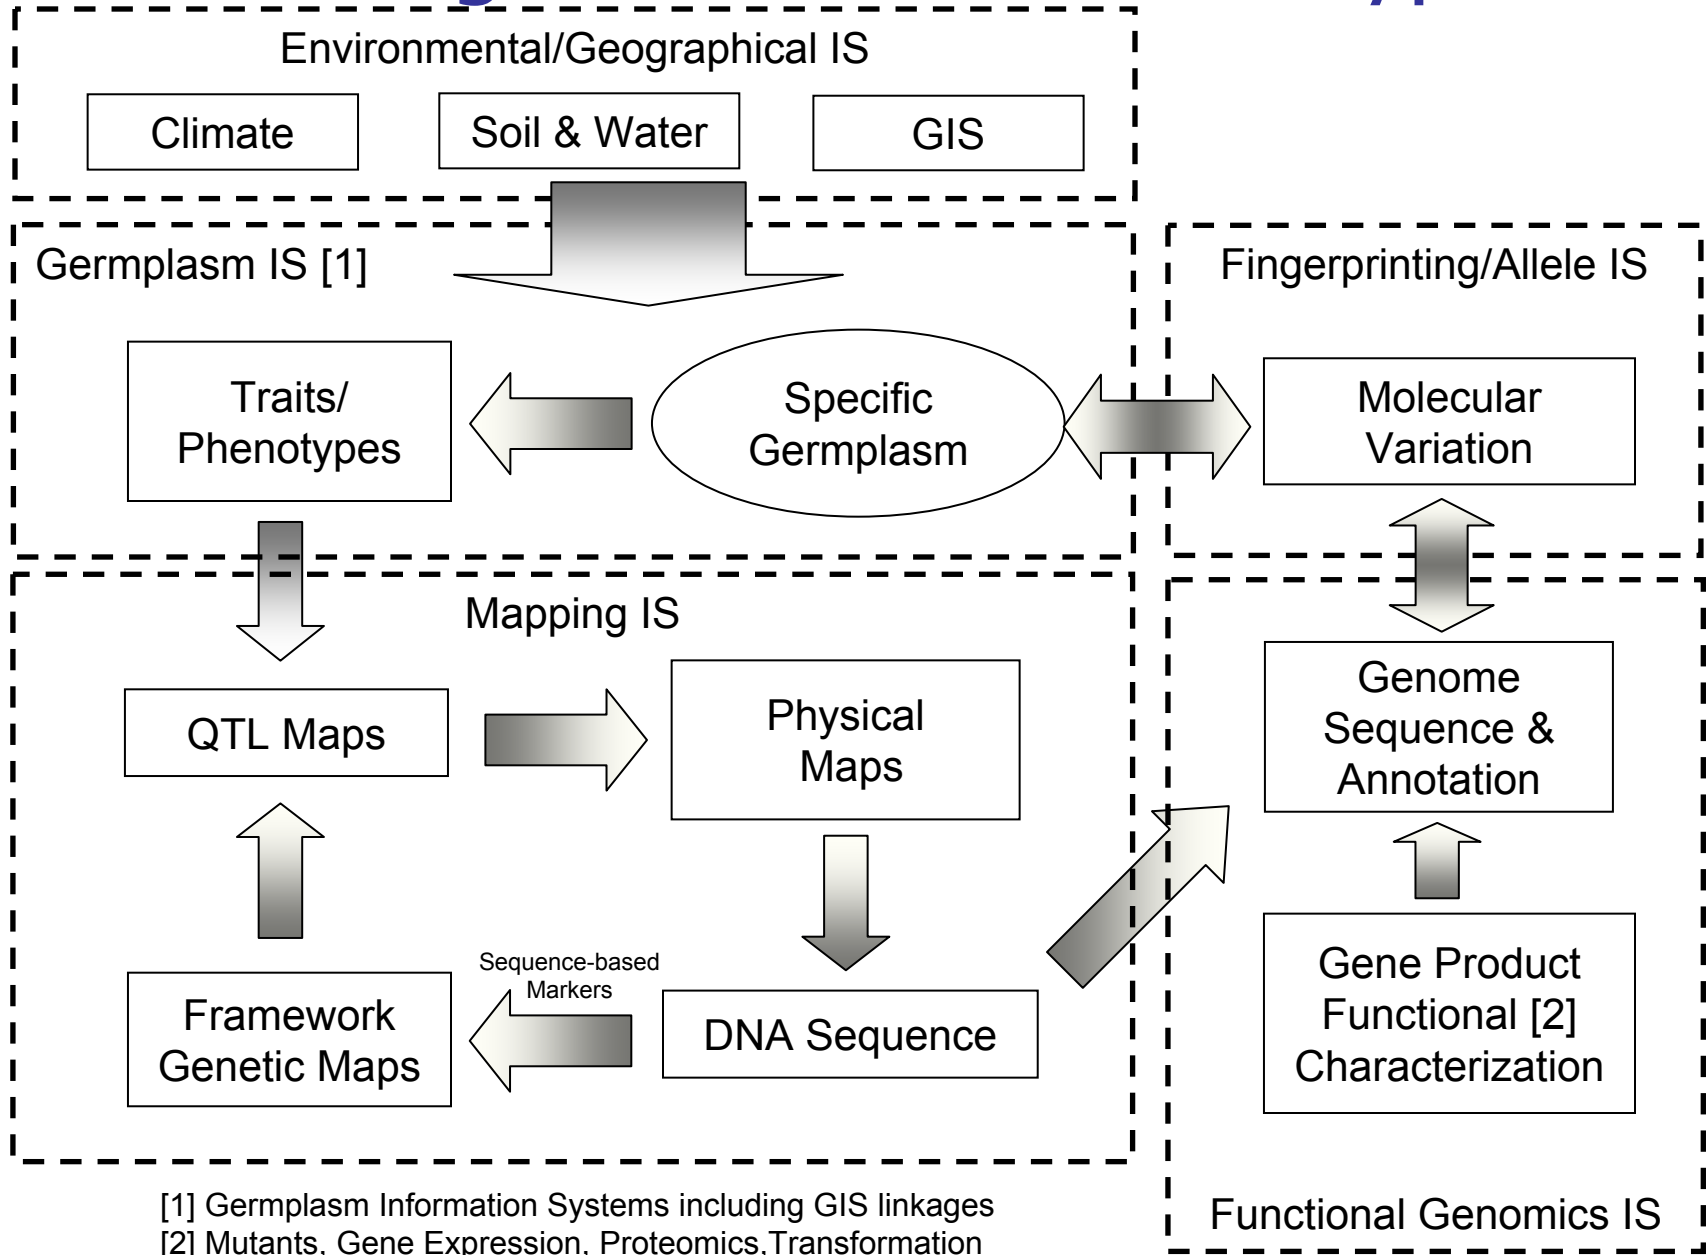 Environmental/Geographical IS
Climate
Soil & Water
GIS
Germplasm IS [1]
Fingerprinting/Allele IS
Traits/
Phenotypes
Specific
Germplasm
Molecular
Variation
Mapping IS
QTL Maps
Physical
Maps
Genome
Sequence &
Annotation
Sequence-based
Markers
Framework
Genetic Maps
DNA Sequence
Gene Product
Functional [2]
Characterization
Functional Genomics IS
[1] Germplasm Information Systems including GIS linkages
[2] Mutants, Gene Expression, Proteomics,Transformation